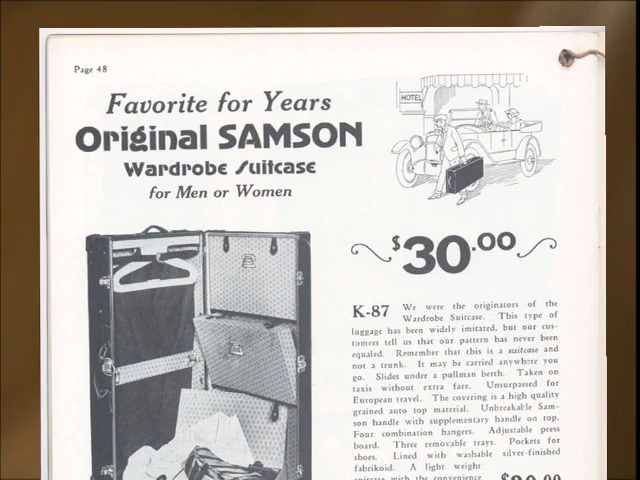 Page 48
Favorite for Years
Original SAMSON
Wardrobe Suitcase
for Men or Women
HOTEL
$30.00
K-87 We were the originators of the
Wardrobe Suitcase. This type of
luggage has been widely imitated, but our cus-
tomers tell us that our pattern has never been
equaled. Remember that this is a suitcase and
not a trunk. It may be carried anywhere you
go. Slides under a pullman berth. Taken on
taxis without extra fare. Unsurpassed for
European travel. The covering is a high quality
grained auto top material. Unbreakable Sam-
son handle with supplementary handle on top.
Four combination hangers. Adjustable press
board. Three removable trays. Pockets for
shoes. Lined with washable silver-finished
fabrikoid. A light weight
suitcase with the convenience